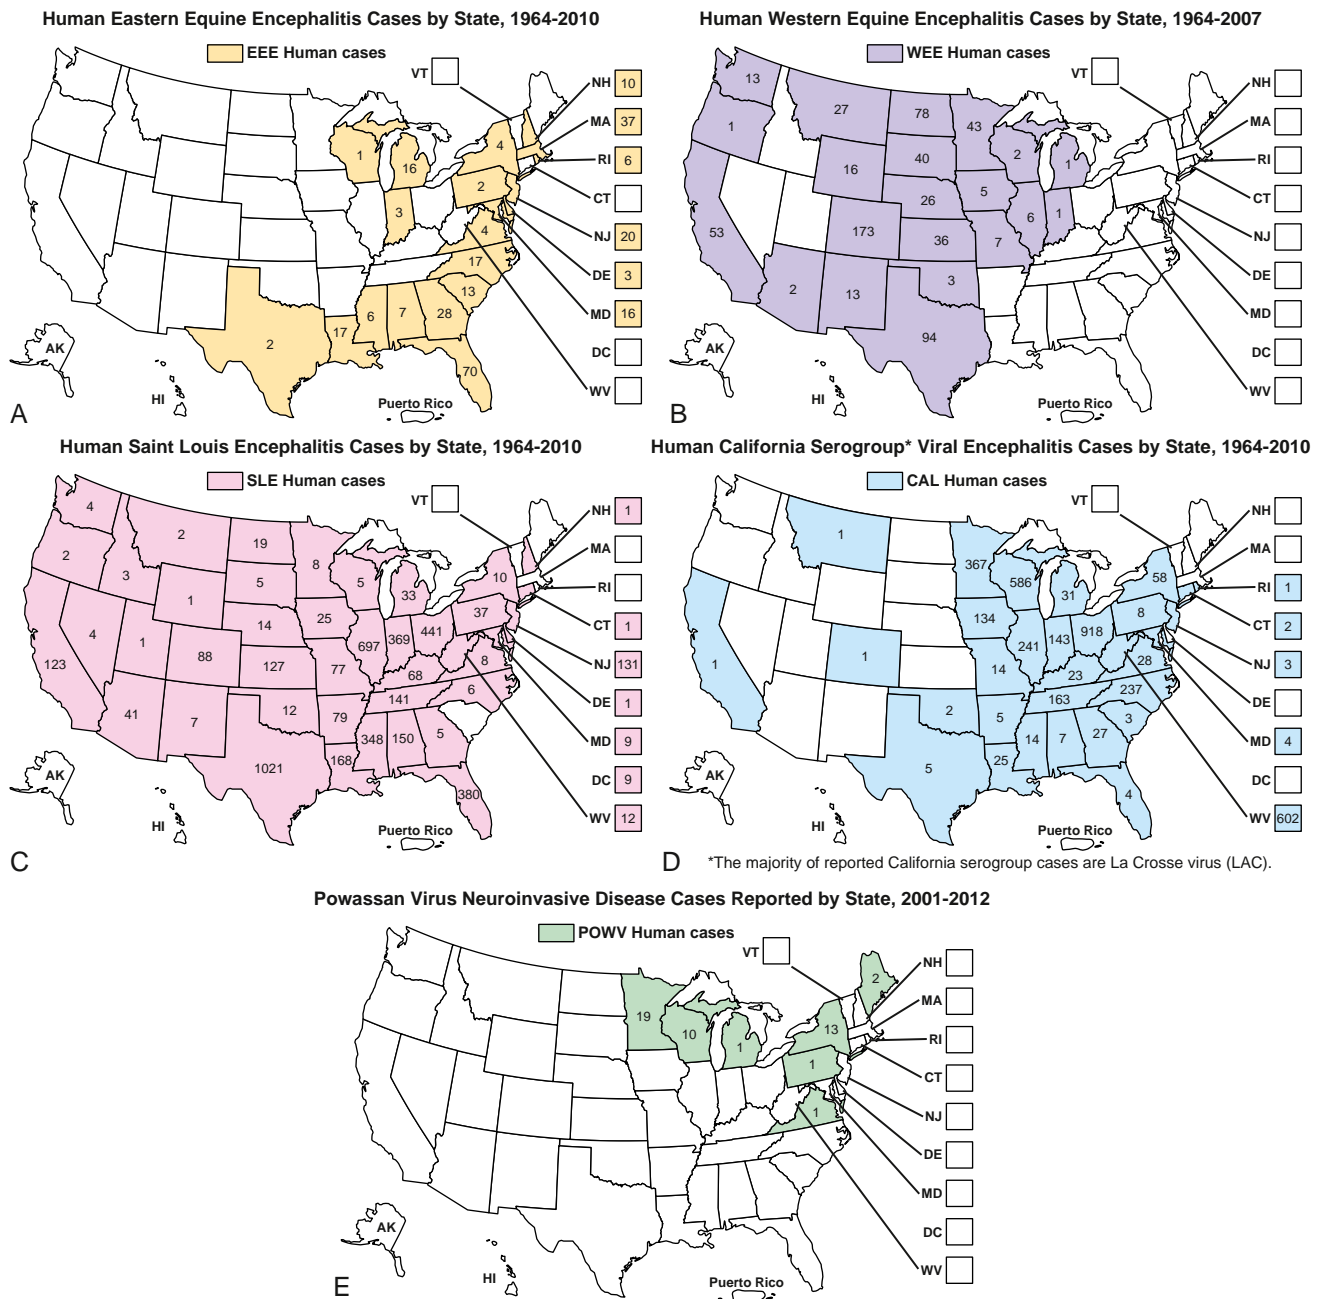 Human Eastern Equine Encephalitis Cases by State, 1964-2010
EEE Human cases
VT
NH 10
MA 37
RI 6
CT
NJ 20
DE 3
MD 16
DC
WV
1
16
4
2
3
4
17
13
6
7
28
17
2
70
AK
HI
Puerto Rico
A
Human Western Equine Encephalitis Cases by State, 1964-2007
WEE Human cases
VT
NH
MA
RI
CT
NJ
DE
MD
DC
WV
13
27
78
43
1
2
1
16
40
5
26
6
1
53
173
36
7
2
13
3
94
AK
HI
Puerto Rico
B
Human Saint Louis Encephalitis Cases by State, 1964-2010
SLE Human cases
VT
NH 1
MA
RI
CT 1
NJ 131
DE 1
MD 9
DC 9
WV 12
4
2
19
8
2
3
5
5
33
10
1
14
25
37
4
1
697
369
441
123
88
127
77
68
8
141
6
41
7
12
79
348
150
5
168
1021
380
AK
HI
Puerto Rico
C
Human California Serogroup* Viral Encephalitis Cases by State, 1964-2010
CAL Human cases
VT
NH
MA
RI 1
CT 2
NJ 3
DE
MD 4
DC
WV 602
1
367
586
31
58
134
8
241
143
918
1
1
14
23
28
163
237
2
5
3
14
7
27
25
5
4
AK
HI
Puerto Rico
D
*The majority of reported California serogroup cases are La Crosse virus (LAC).
Powassan Virus Neuroinvasive Disease Cases Reported by State, 2001-2012
POWV Human cases
VT
NH
MA
RI
CT
NJ
DE
MD
DC
WV
2
19
10
1
13
1
1
AK
HI
Puerto Rico
E